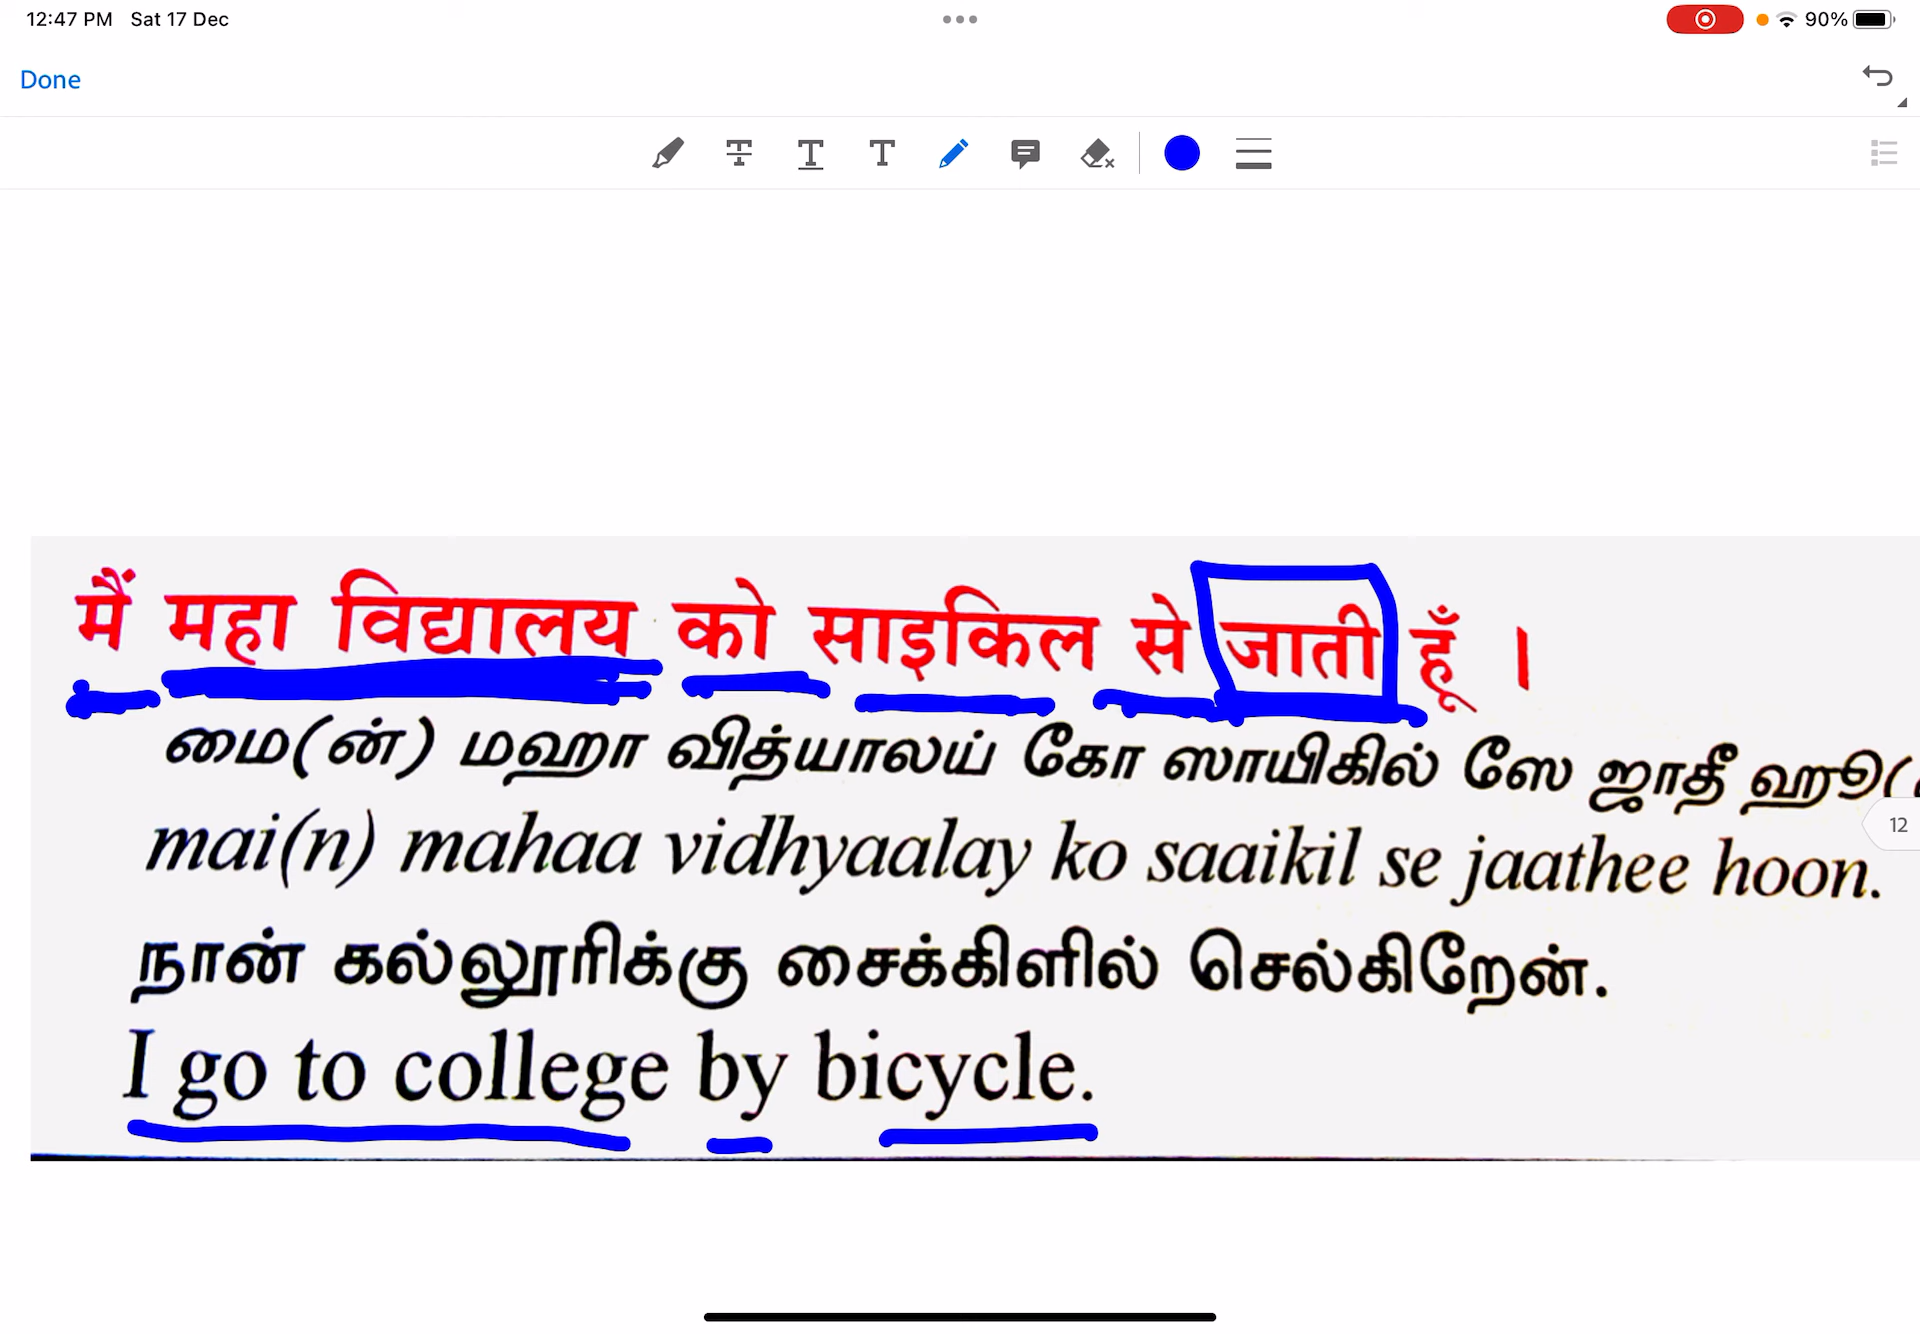 12:47 PM Sat 17 Dec
90%
Done
मैं महा विद्यालय को साइकिल से जाती हूँ ।
மை(ன்) மஹா வித்யாலய் கோ ஸாயிகில் ஸே ஜாதீ ஹூ(
mai(n) mahaa vidhyaalay ko saaikil se jaathee hoon.
12
நான் கல்லூரிக்கு சைக்கிளில் செல்கிறேன்.
I go to college by bicycle.